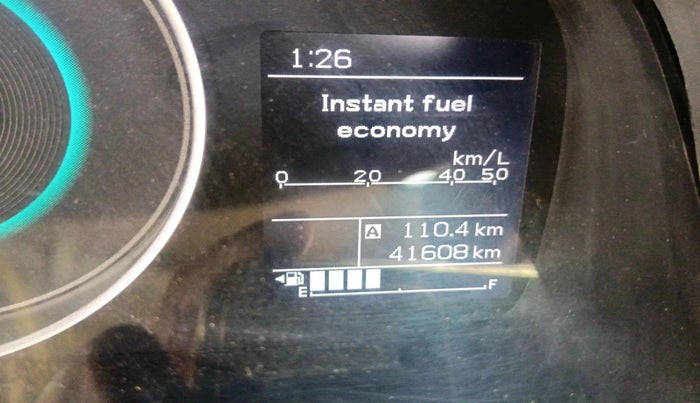 1:26
Instant fuel
economy
km/L
0 20 40 50
A 110.4 km
41608 km
E F